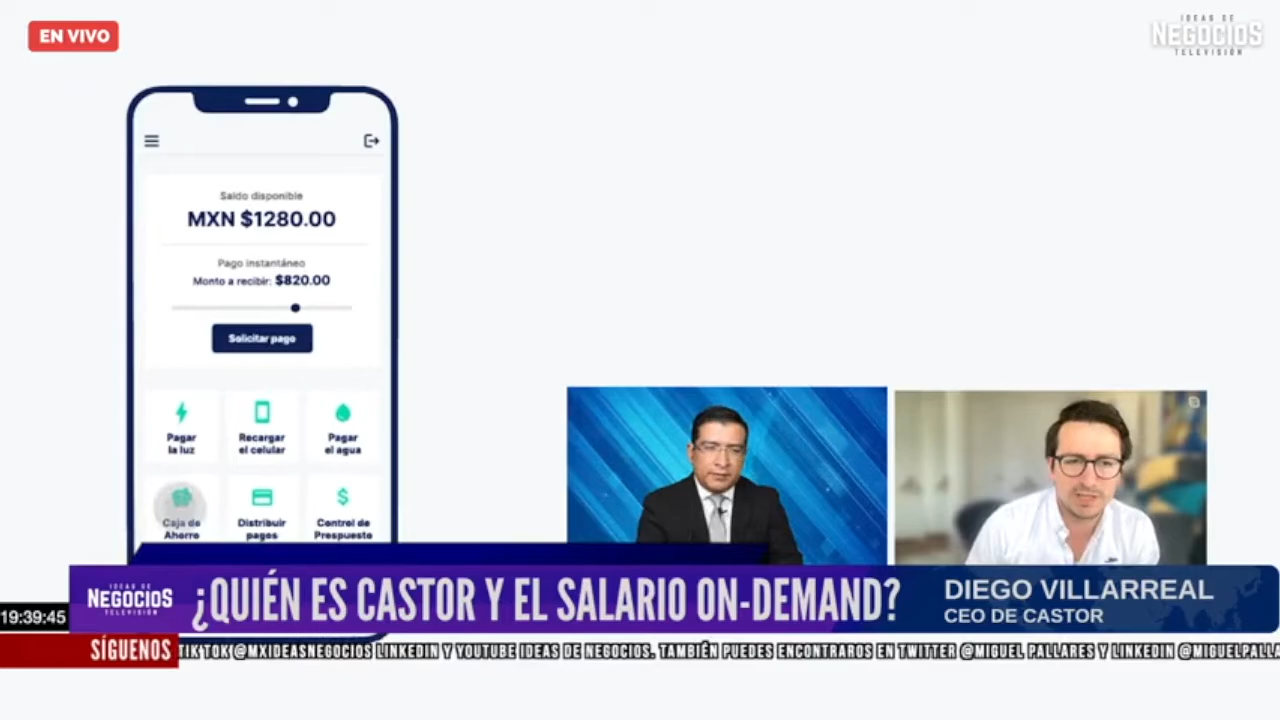 EN VIVO
IDEAS DE
NEGOCIOS
TELEVISIÓN
Saldo disponible
MXN $1280.00
Pago instantáneo
Monto a recibir: $820.00
Solicitar pago
Pagar
la luz
Recargar
el celular
Pagar
el agua
Caja de
Ahorro
Distribuir
pagos
Control de
Prespuesto
IDEAS DE
NEGOCIOS
TELEVISIÓN
¿QUIÉN ES CASTOR Y EL SALARIO ON-DEMAND?
DIEGO VILLARREAL
CEO DE CASTOR
19:39:45
SÍGUENOS
TIK TOK @MXIDEASNEGOCIOS LINKEDIN Y YOUTUBE IDEAS DE NEGOCIOS. TAMBIÉN PUEDES ENCONTRAROS EN TWITTER @MIGUEL PALLARES Y LINKEDIN @MIGUELPALLA